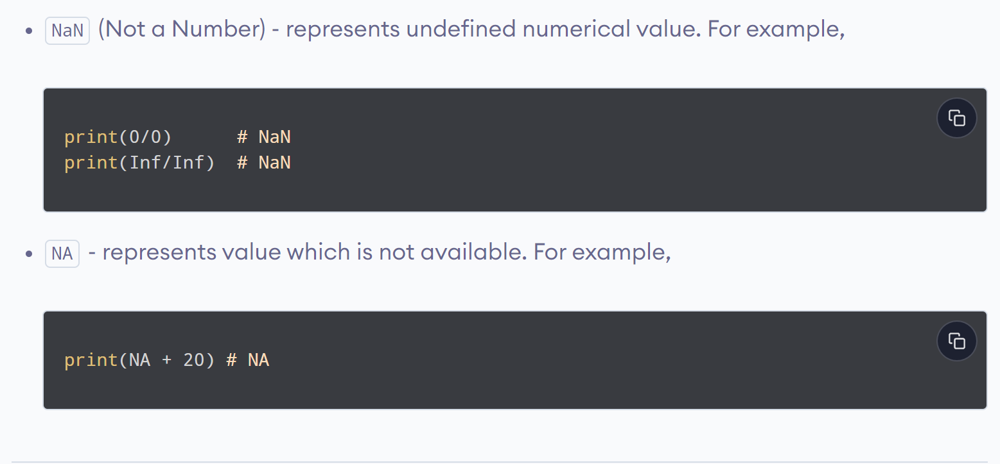 • NaN (Not a Number) - represents undefined numerical value. For example,
print(0/0)      # NaN
print(Inf/Inf)  # NaN
• NA - represents value which is not available. For example,
print(NA + 20) # NA